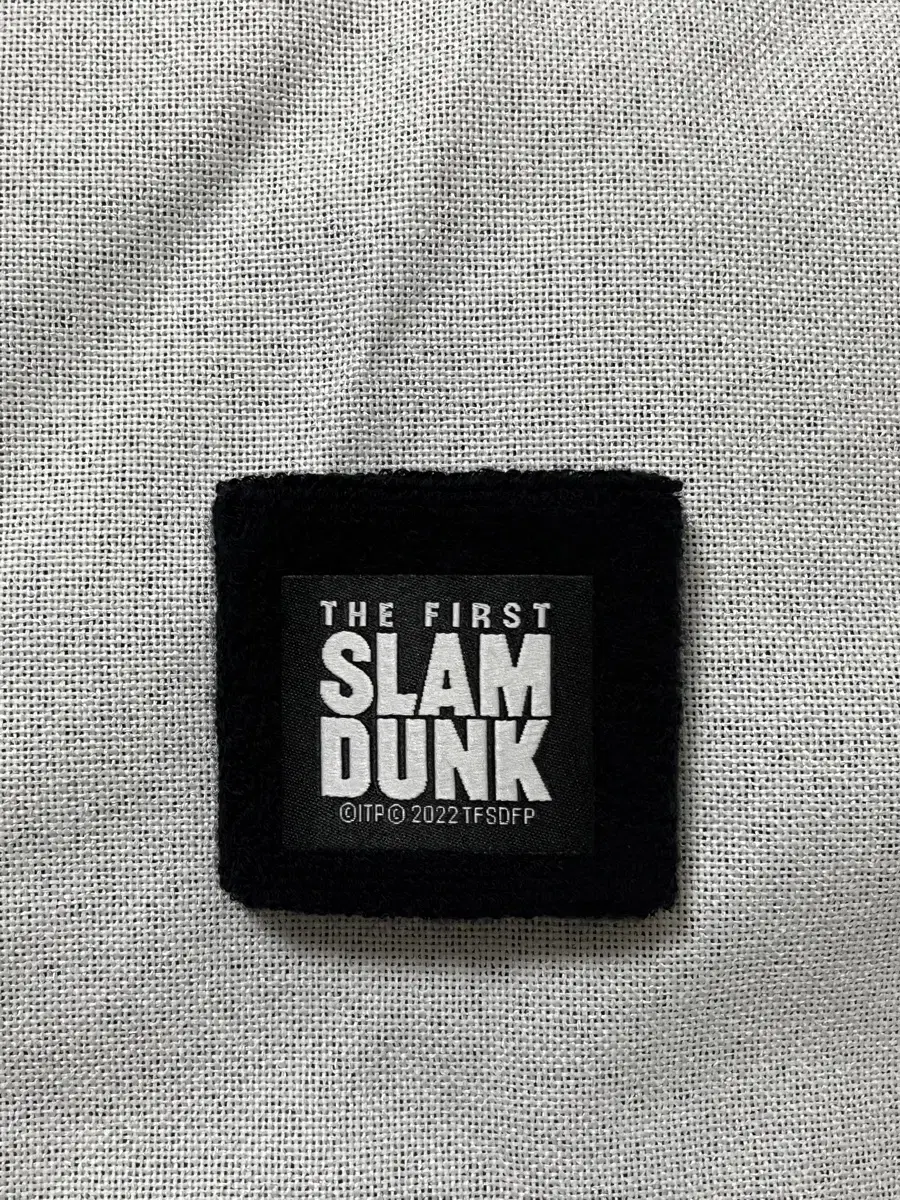 THE FIRST
SLAM
DUNK
©ITP© 2022 TFSDFP